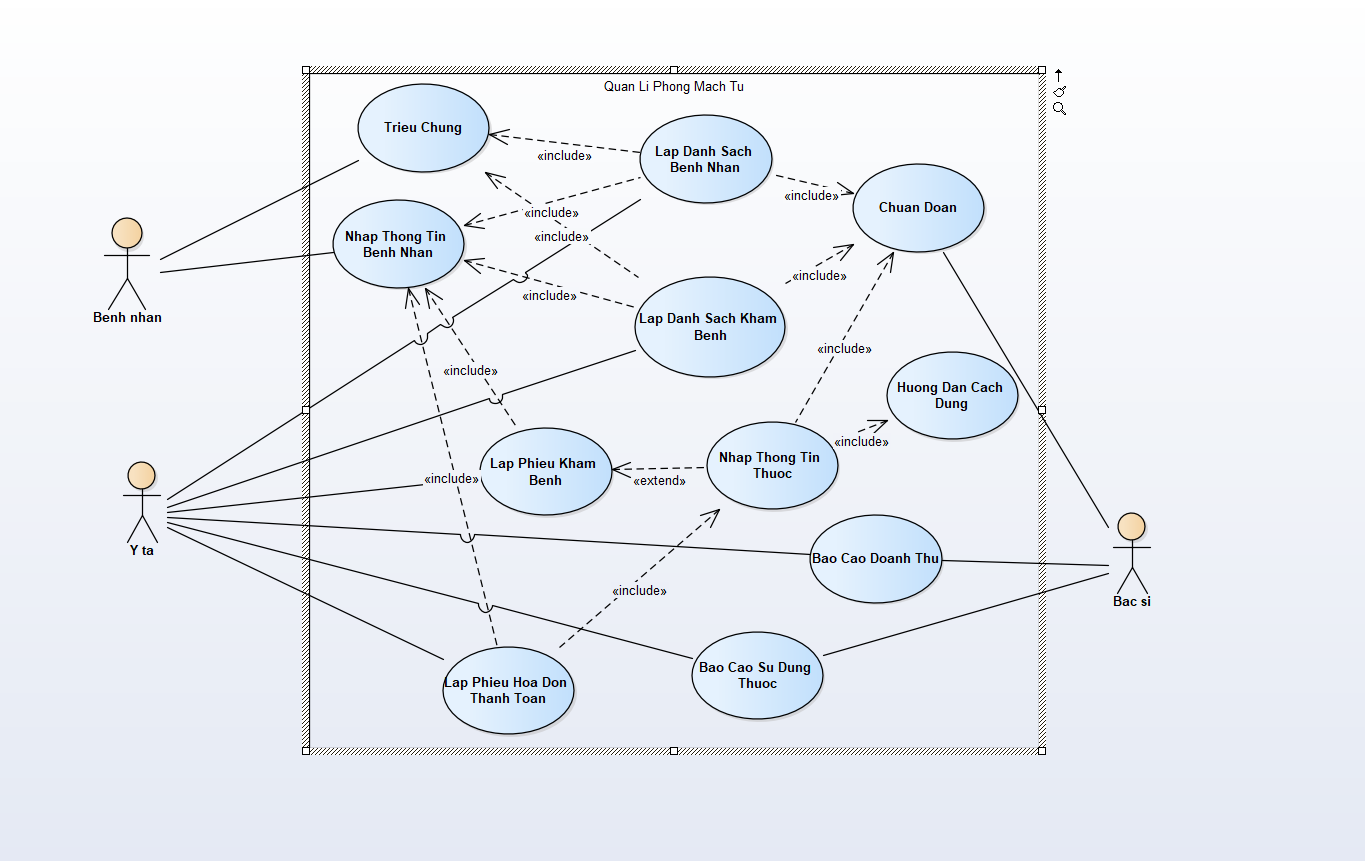 Quan Li Phong Mach Tu
Trieu Chung
Lap Danh Sach
Benh Nhan
«include»
«include»
Chuan Doan
«include»
Nhap Thong Tin
Benh Nhan
«include»
Benh nhan
«include»
«include»
Lap Danh Sach Kham
Benh
«include»
«include»
Huong Dan Cach
Dung
«include»
Lap Phieu Kham
Benh
Nhap Thong Tin
Thuoc
«include»
«extend»
Y ta
Bao Cao Doanh Thu
«include»
Bac si
Lap Phieu Hoa Don
Thanh Toan
Bao Cao Su Dung
Thuoc